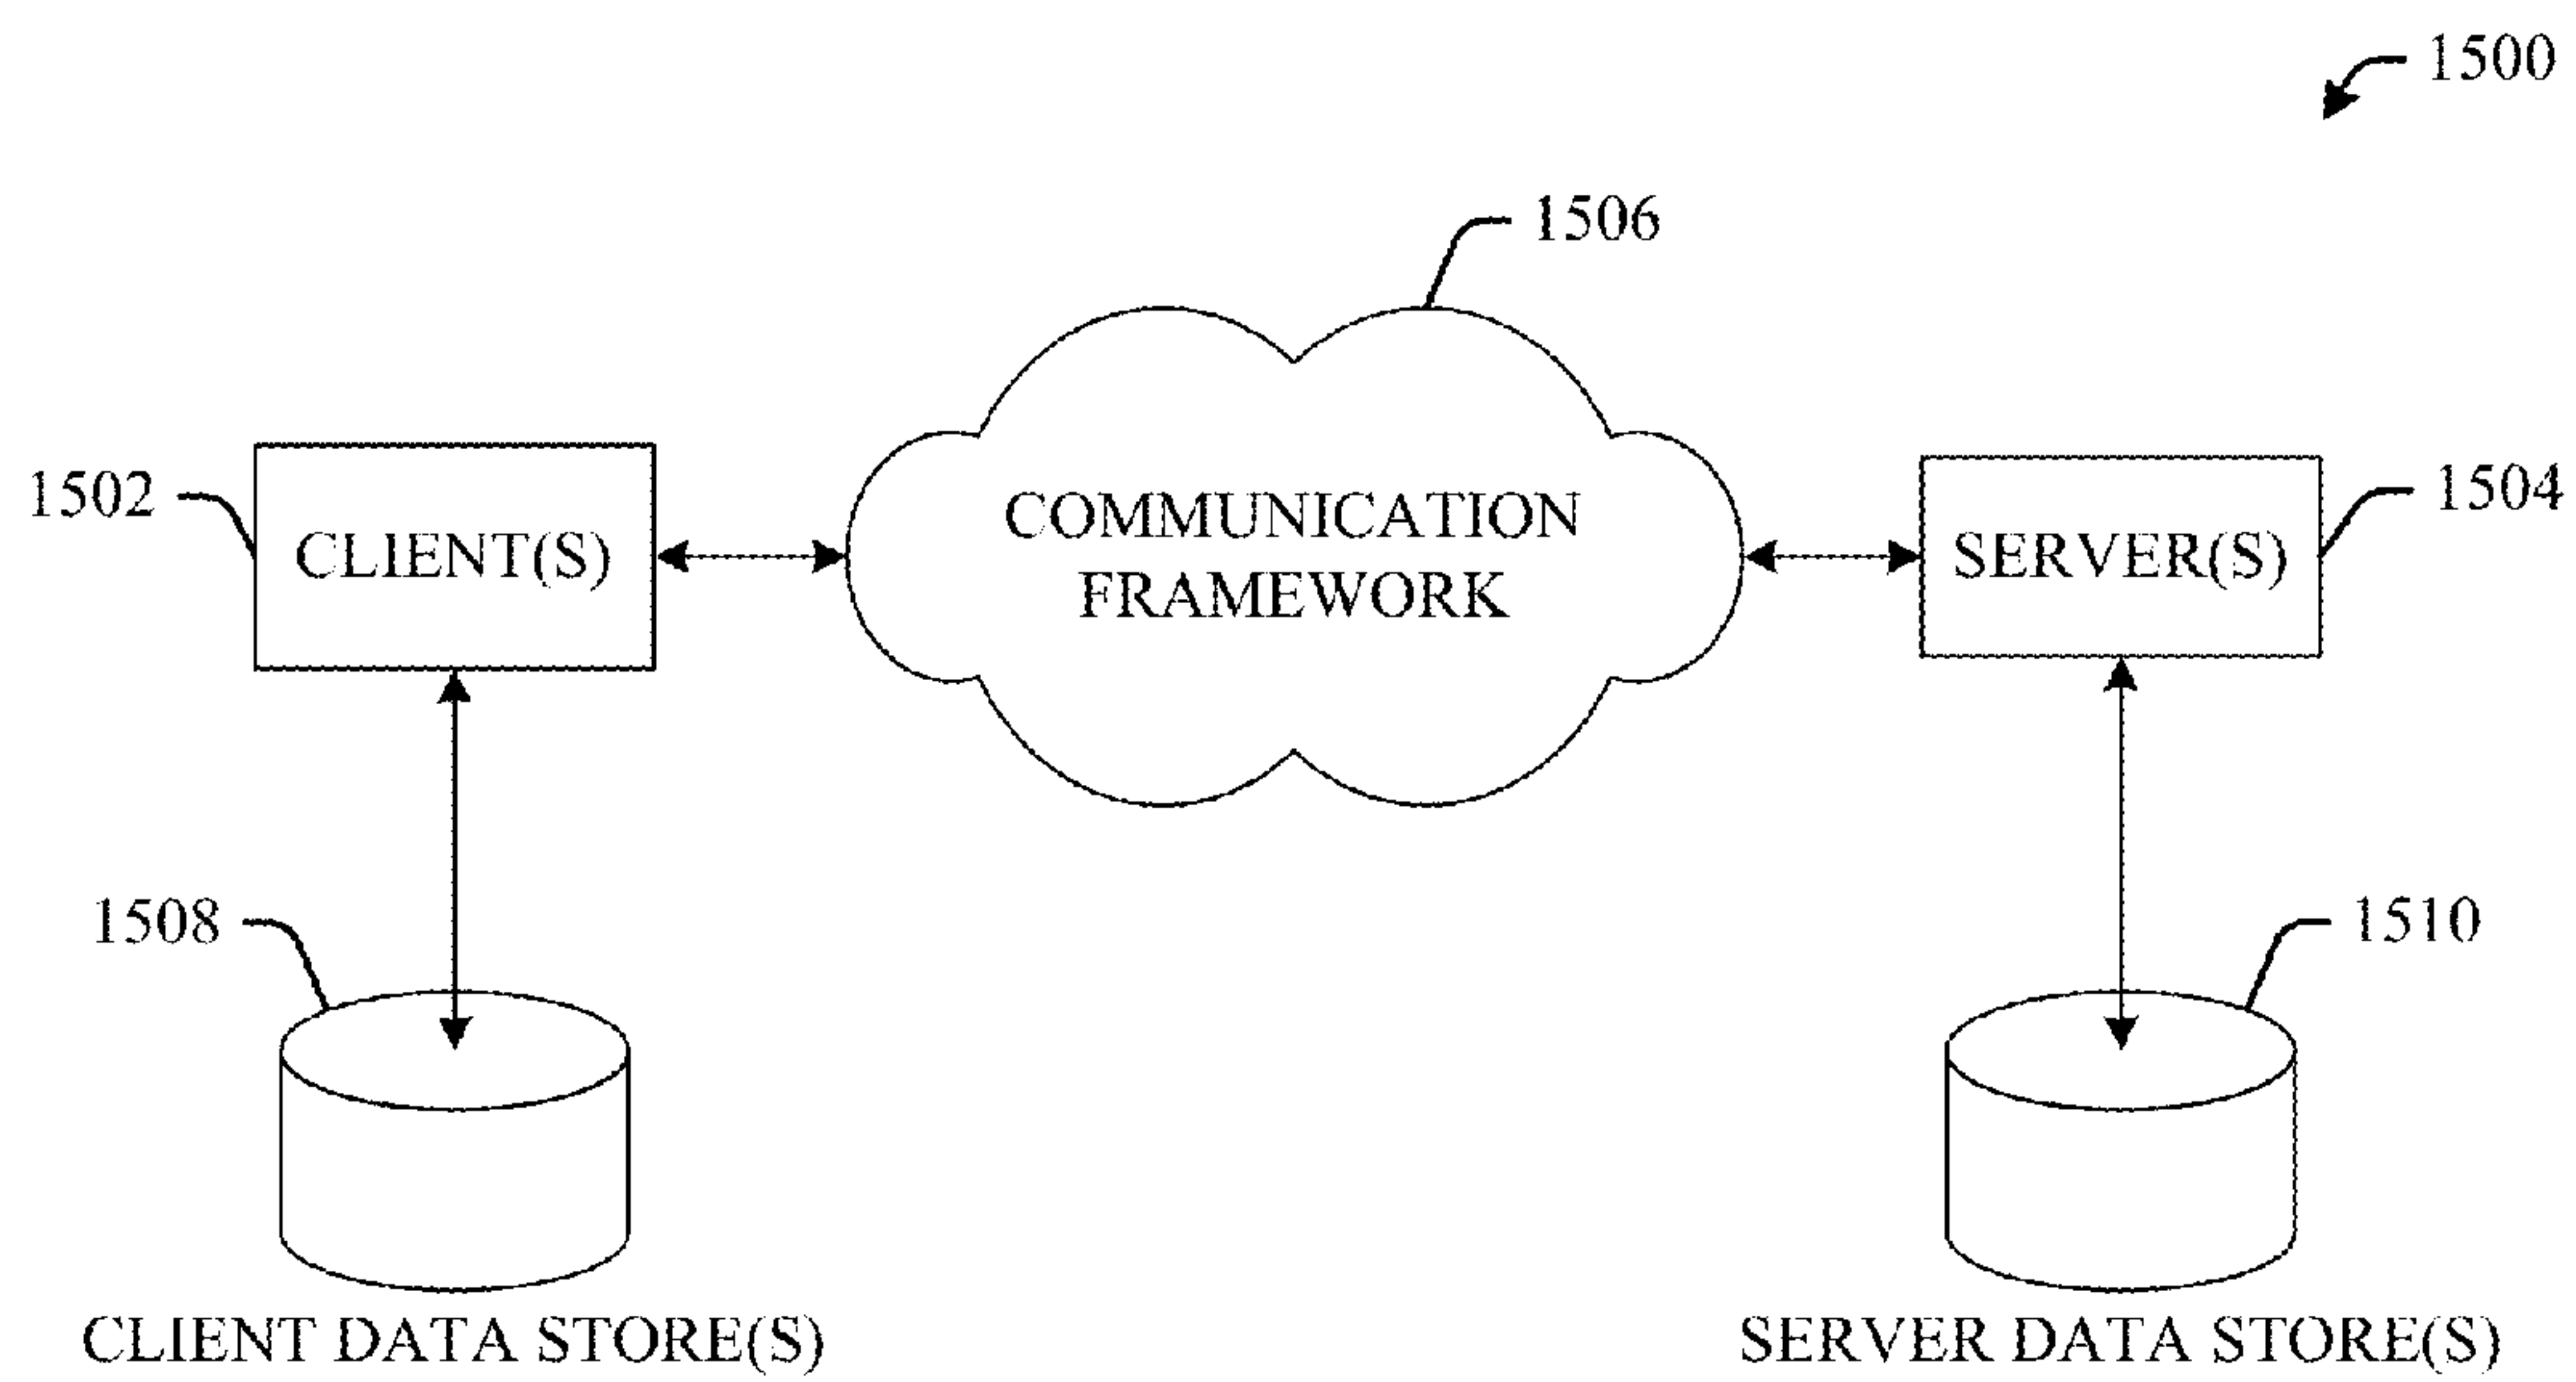 1500
1506
1502
CLIENT(S)
COMMUNICATION
FRAMEWORK
SERVER(S)
1504
1508
1510
CLIENT DATA STORE(S)
SERVER DATA STORE(S)